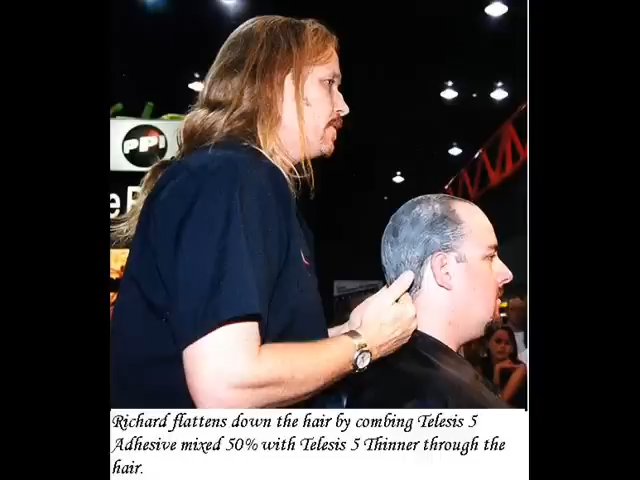 PPI
e
Richard flattens down the hair by combing Telesis 5
Adhesive mixed 50% with Telesis 5 Thinner through the
hair.